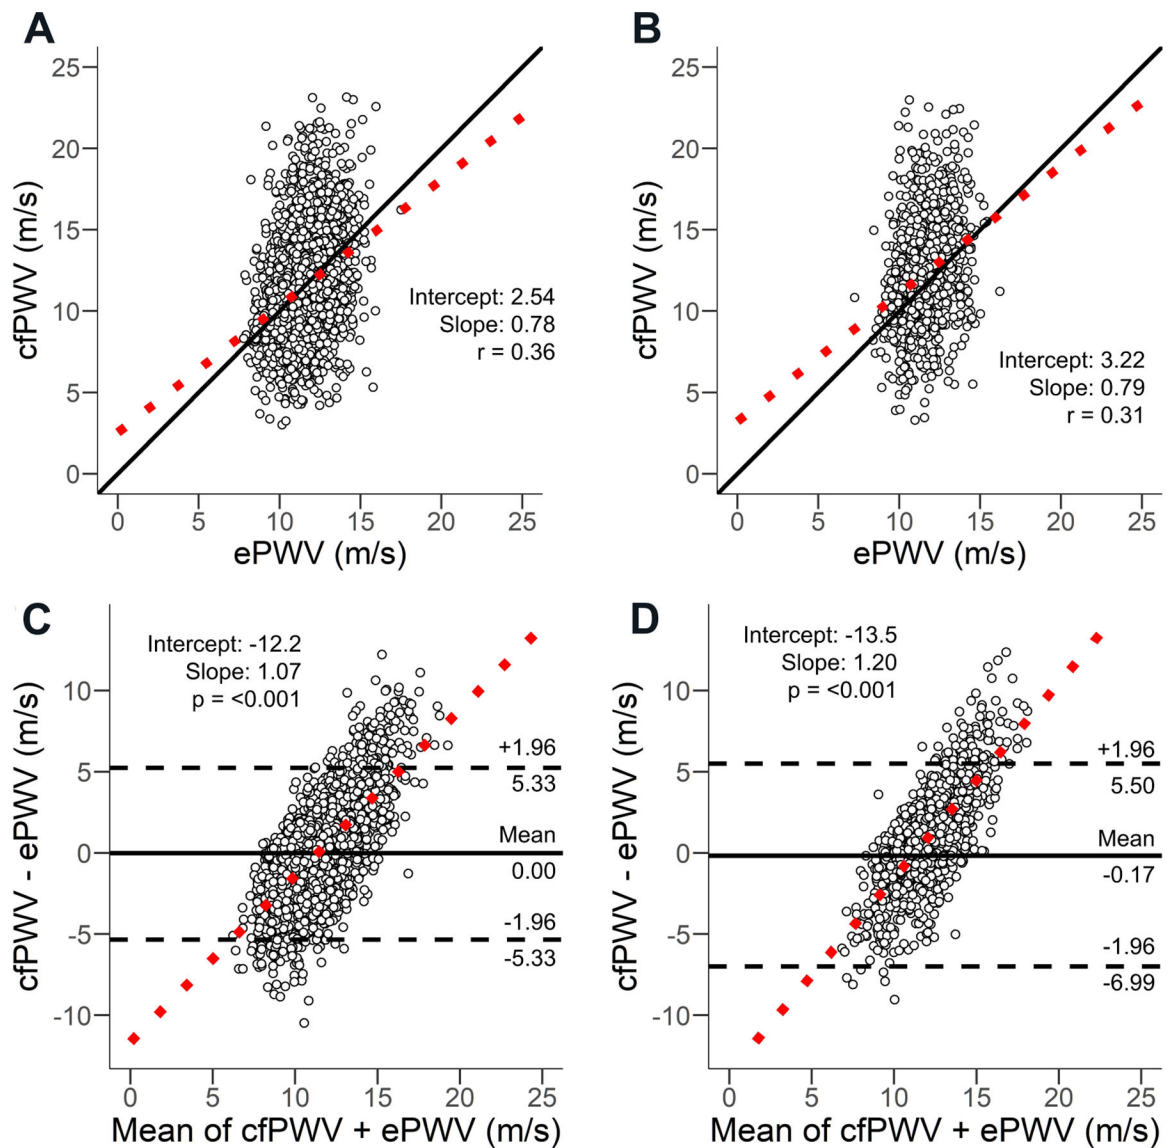 A
25
20
15
10
5
0
cfPWV (m/s)
Intercept: 2.54
Slope: 0.78
r = 0.36
0 5 10 15 20 25
ePWV (m/s)
B
25
20
15
10
5
0
cfPWV (m/s)
Intercept: 3.22
Slope: 0.79
r = 0.31
0 5 10 15 20 25
ePWV (m/s)
C
10
5
0
-5
-10
cfPWV - ePWV (m/s)
Intercept: -12.2
Slope: 1.07
p = <0.001
+1.96
5.33
Mean
0.00
-1.96
-5.33
0 5 10 15 20 25
Mean of cfPWV + ePWV (m/s)
D
10
5
0
-5
-10
cfPWV - ePWV (m/s)
Intercept: -13.5
Slope: 1.20
p = <0.001
+1.96
5.50
Mean
-0.17
-1.96
-6.99
0 5 10 15 20 25
Mean of cfPWV + ePWV (m/s)